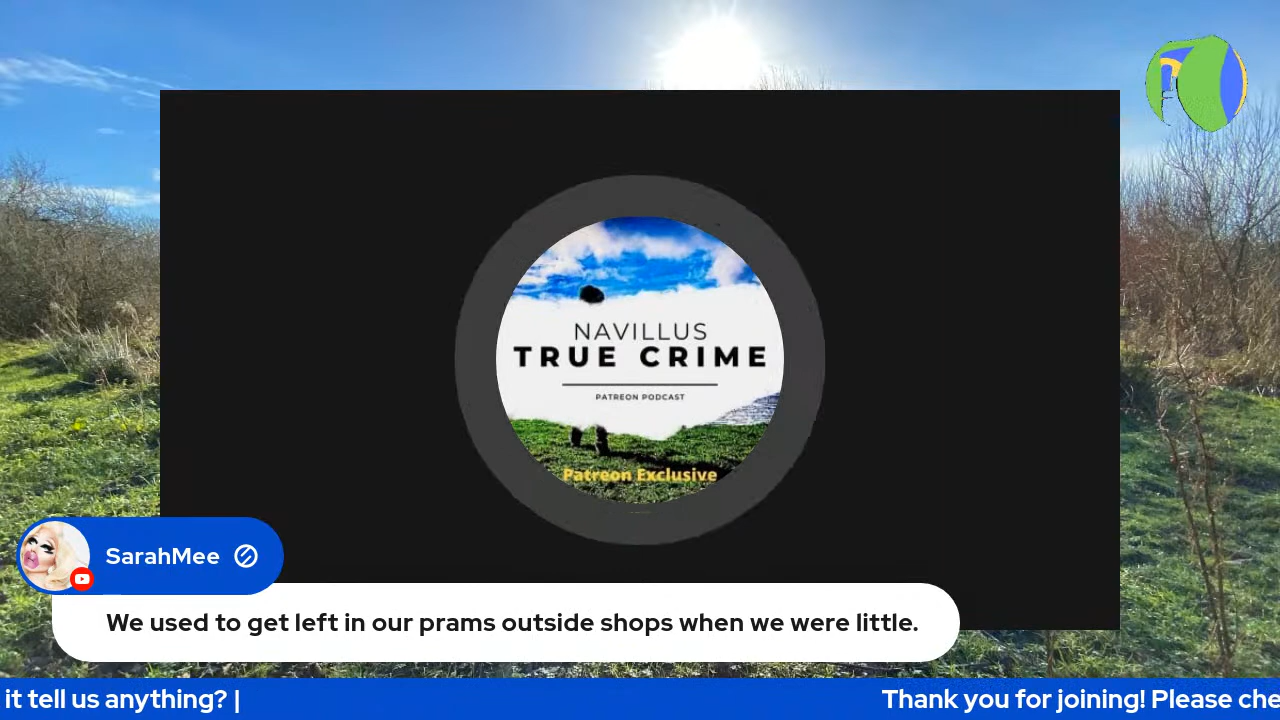 NAVILLUS
TRUE CRIME
PATREON PODCAST
Patreon Exclusive
SarahMee
We used to get left in our prams outside shops when we were little.
it tell us anything? | Thank you for joining! Please che